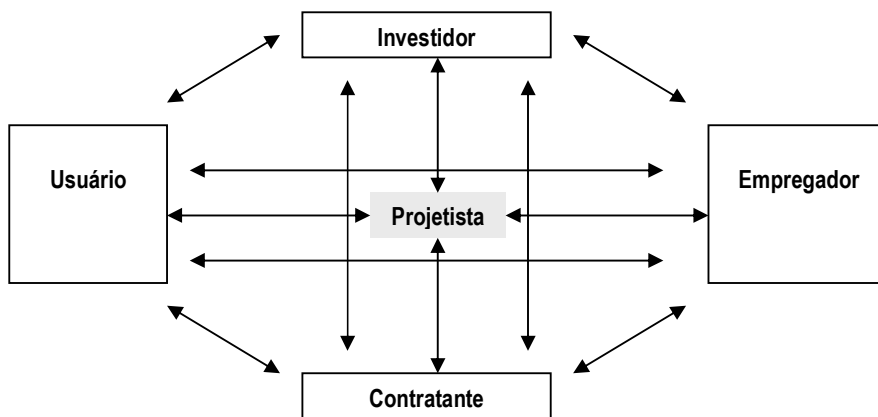 Investidor
Usuário
Empregador
Projetista
Contratante